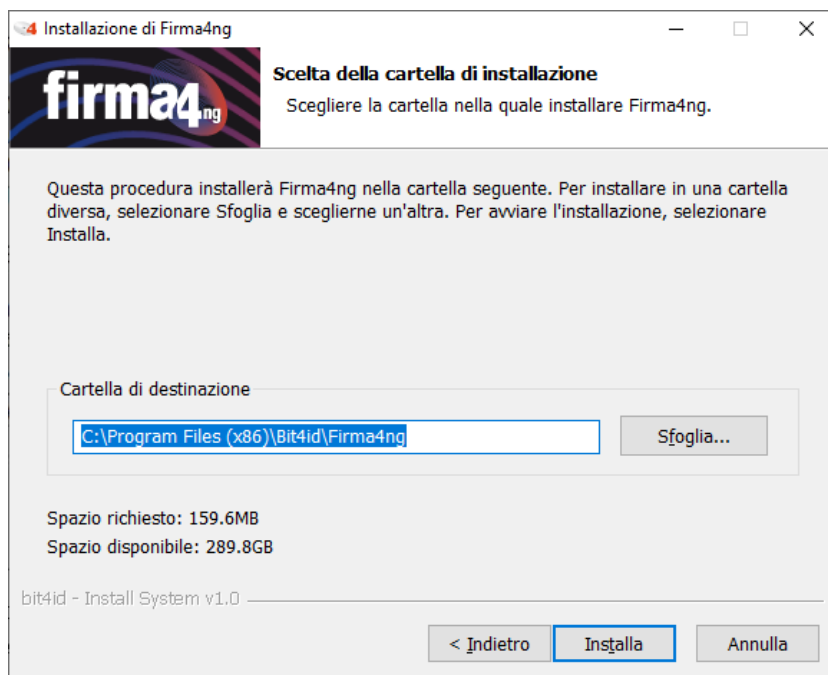 4 Installazione di Firma4ng
firma4ng
Scelta della cartella di installazione
Scegliere la cartella nella quale installare Firma4ng.
Questa procedura installerà Firma4ng nella cartella seguente. Per installare in una cartella
diversa, selezionare Sfoglia e sceglierne un'altra. Per avviare l'installazione, selezionare
Installa.
Cartella di destinazione
C:\Program Files (x86)\Bit4id\Firma4ng
Sfoglia...
Spazio richiesto: 159.6MB
Spazio disponibile: 289.8GB
bit4id - Install System v1.0
< Indietro
Installa
Annulla